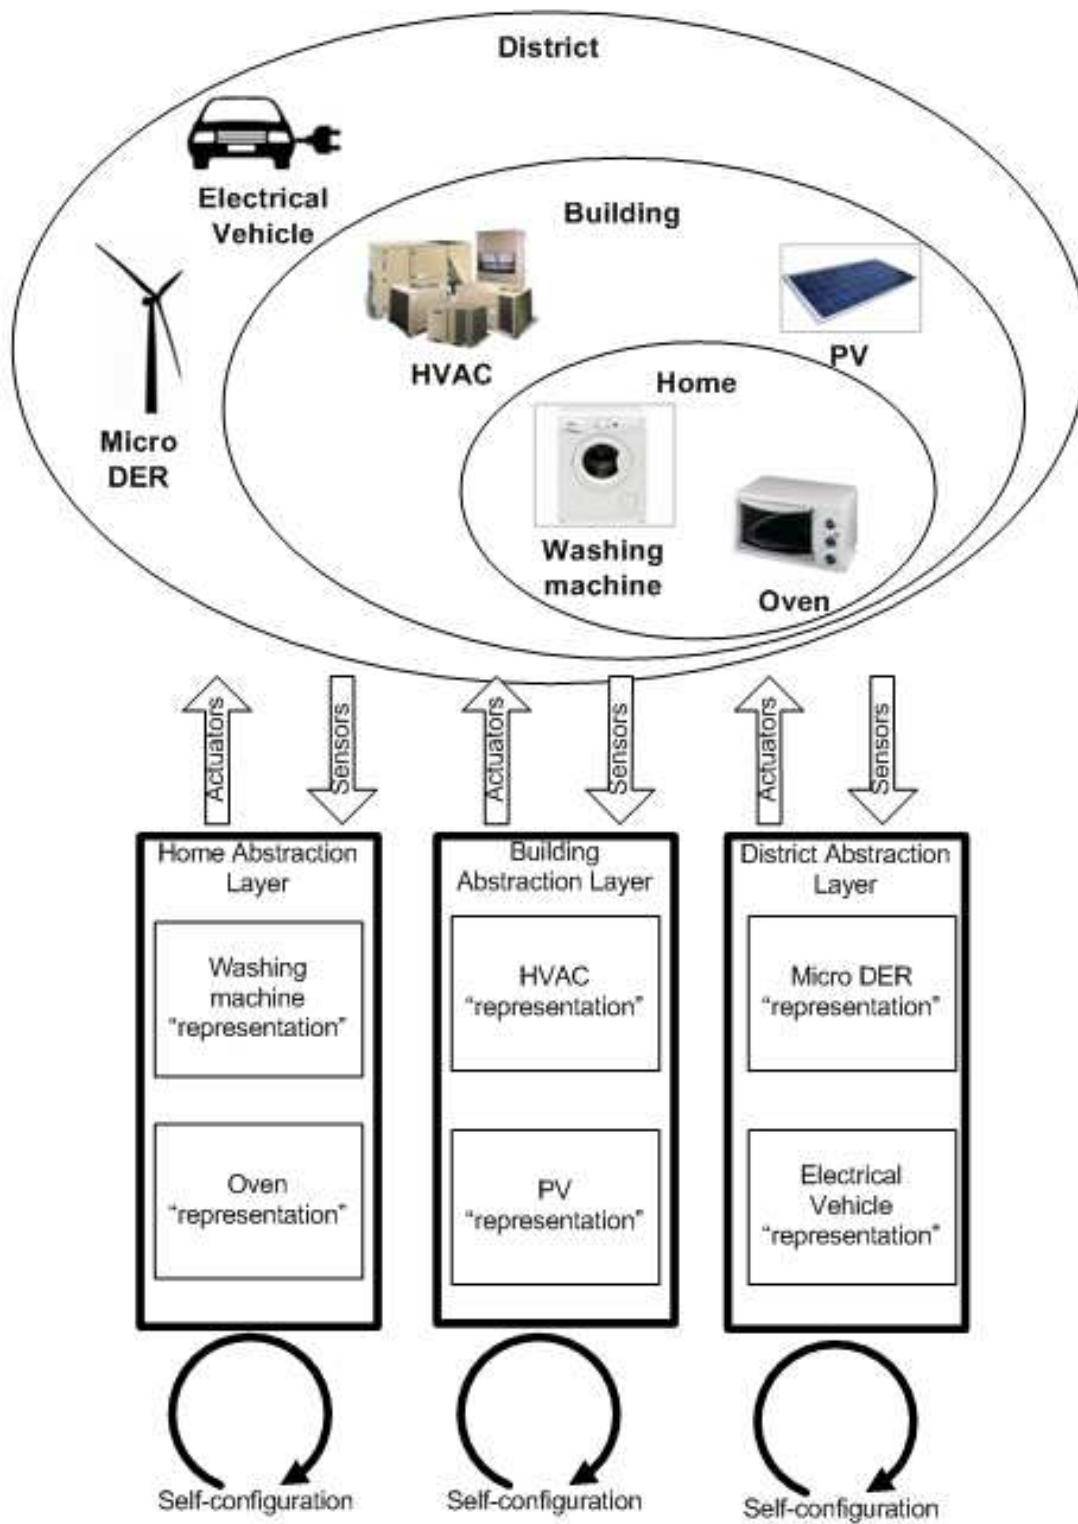 District
Electrical
Vehicle
Building
HVAC
PV
Home
Micro
DER
Washing
machine
Oven
Actuators
Sensors
Actuators
Sensors
Actuators
Sensors
Home Abstraction
Layer
Washing
machine
“representation”
Oven
“representation”
Building
Abstraction Layer
HVAC
“representation”
PV
“representation”
District Abstraction
Layer
Micro DER
“representation”
Electrical
Vehicle
“representation”
Self-configuration
Self-configuration
Self-configuration